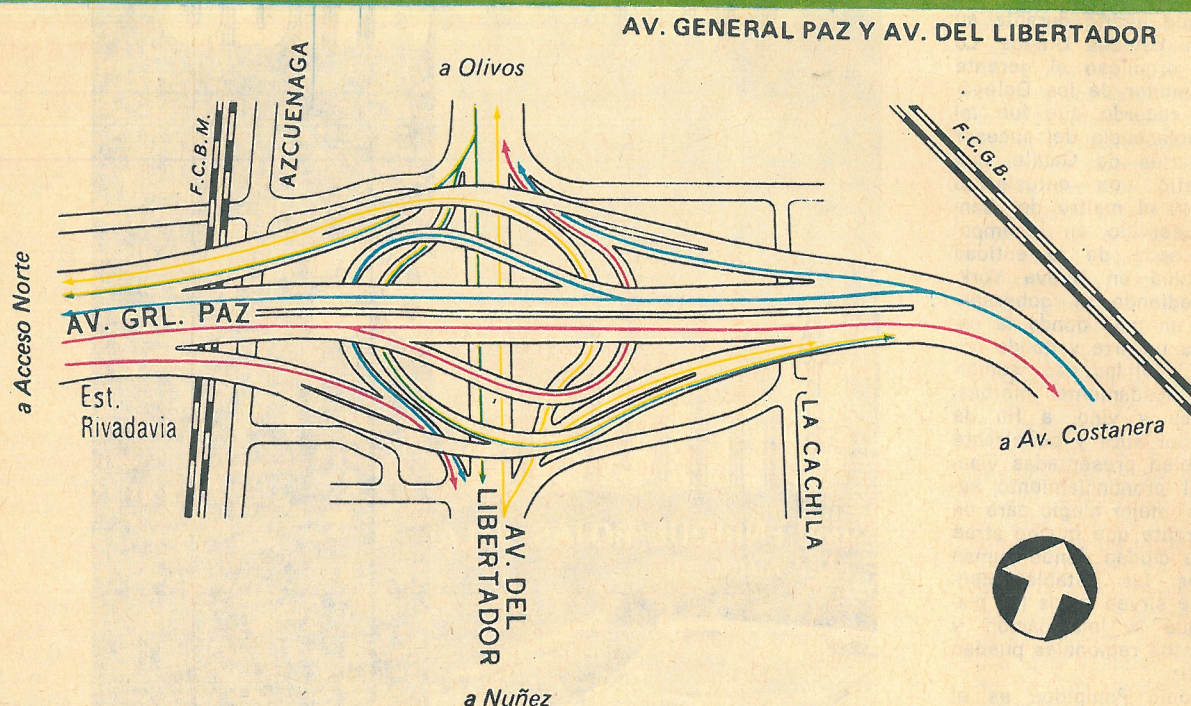 AV. GENERAL PAZ Y AV. DEL LIBERTADOR
a Olivos
AZCUENAGA
F.C.B.M.
F.C.G.B.
a Acceso Norte
AV. GRL. PAZ
Est.
Rivadavia
a Av. Costanera
LA CACHILA
AV. DEL
LIBERTADOR
a Nuñez